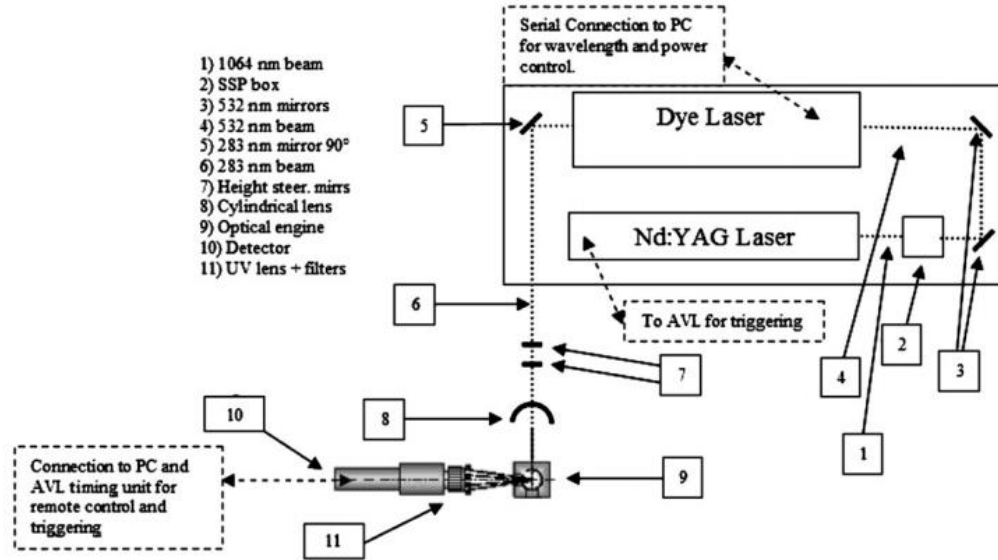 Serial Connection to PC
for wavelength and power
control.
1) 1064 nm beam
2) SSP box
3) 532 nm mirrors
4) 532 nm beam
5) 283 nm mirror 90°
6) 283 nm beam
7) Height steer. mirrs
8) Cylindrical lens
9) Optical engine
10) Detector
11) UV lens + filters
5
Dye Laser
Nd:YAG Laser
6
To AVL for triggering
7
2
4
3
8
1
10
Connection to PC and
AVL timing unit for
remote control and
triggering
9
11